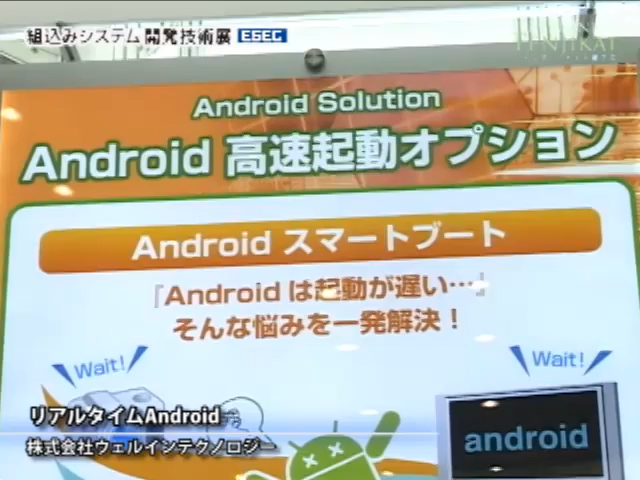 組込みシステム 開発技術展 ESEC
TENJIKAI
Android Solution
Android 高速起動オプション
Android スマートブート
『Android は起動が遅い…』
そんな悩みを一発解決！
Wait!
Wait!
リアルタイムAndroid
株式会社ウェルインテクノロジー
android